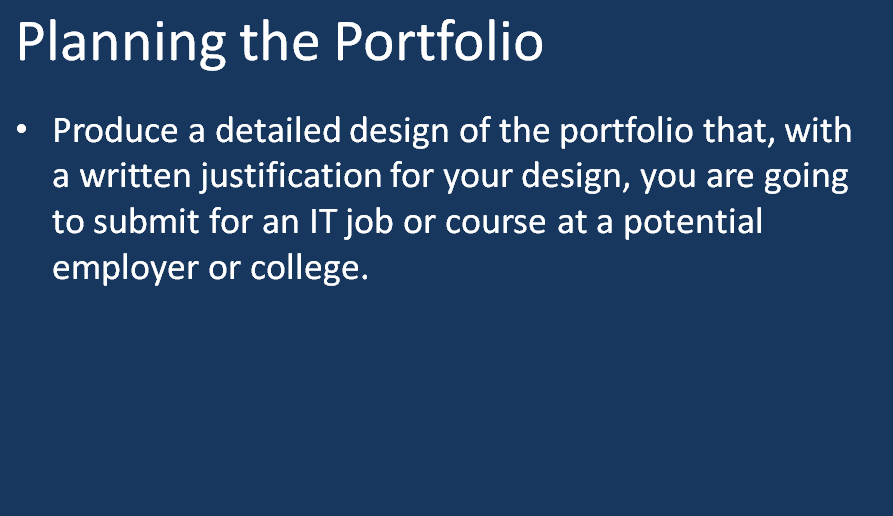 Planning the Portfolio
• Produce a detailed design of the portfolio that, with
a written justification for your design, you are going
to submit for an IT job or course at a potential
employer or college.